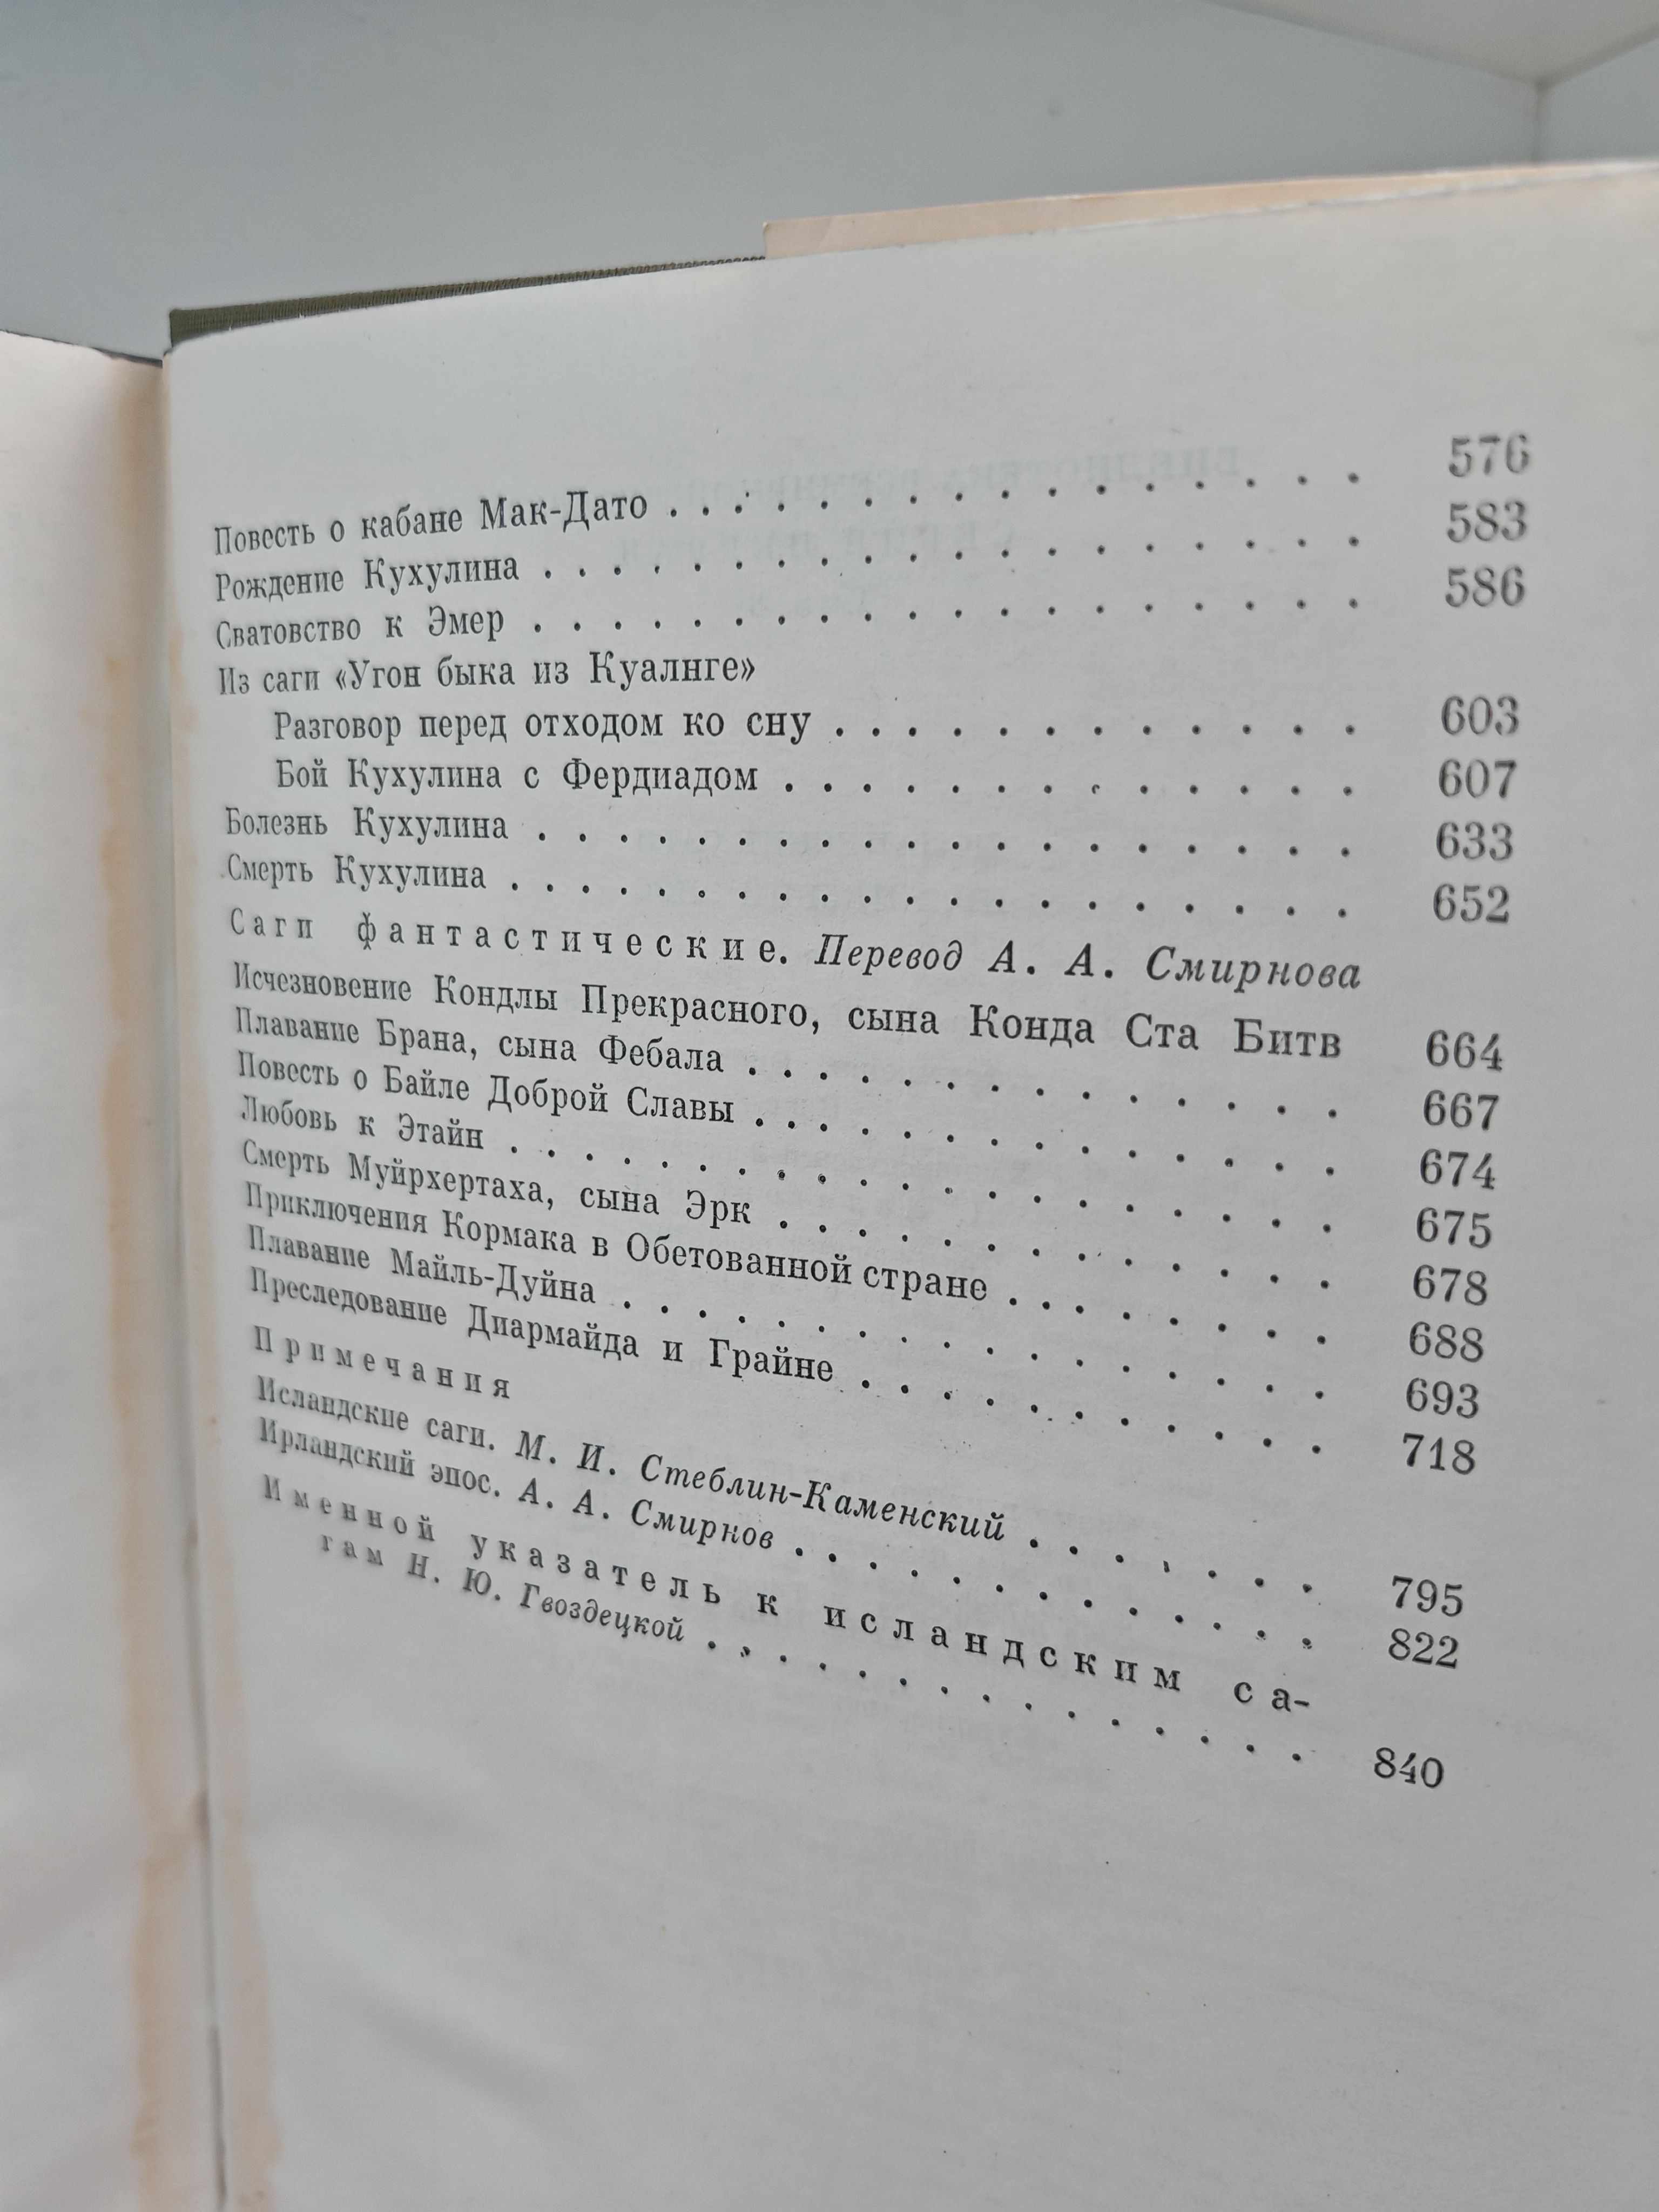 Повесть о кабане Мак-Дато . . . . . . . . . . . . . . . . . . 576
Рождение Кухулина . . . . . . . . . . . . . . . . . . . . 583
Сватовство к Эмер . . . . . . . . . . . . . . . . . . . . 586
Из саги «Угон быка из Куалнге»
Разговор перед отходом ко сну . . . . . . . . . . . . . 603
Бой Кухулина с Фердиадом . . . . . . . . . . . . . . 607
Болезнь Кухулина . . . . . . . . . . . . . . . . . . . . 633
Смерть Кухулина . . . . . . . . . . . . . . . . . . . . . 652
Саги фантастические. Перевод А. А. Смирнова
Исчезновение Кондлы Прекрасного, сына Конда Ста Битв 664
Плавание Брана, сына Фебала . . . . . . . . . . . . . . . 667
Повесть о Байле Доброй Славы . . . . . . . . . . . . . . . 674
Любовь к Этайн . . . . . . . . . . . . . . . . . . . . . 675
Смерть Муйрхертаха, сына Эрк . . . . . . . . . . . . . . 678
Приключения Кормака в Обетованной стране . . . . . . . . 688
Плавание Майль-Дуйна . . . . . . . . . . . . . . . . . . 693
Преследование Диармайда и Грайне . . . . . . . . . . . . 718
Примечания
Исландские саги. М. И. Стеблин-Каменский . . . . . . . . 795
Ирландский эпос. А. А. Смирнов . . . . . . . . . . . . . 822
Именной указатель к исландским са-
гам Н. Ю. Гвоздецкой . . . . . . . . . . . . . . . . 840